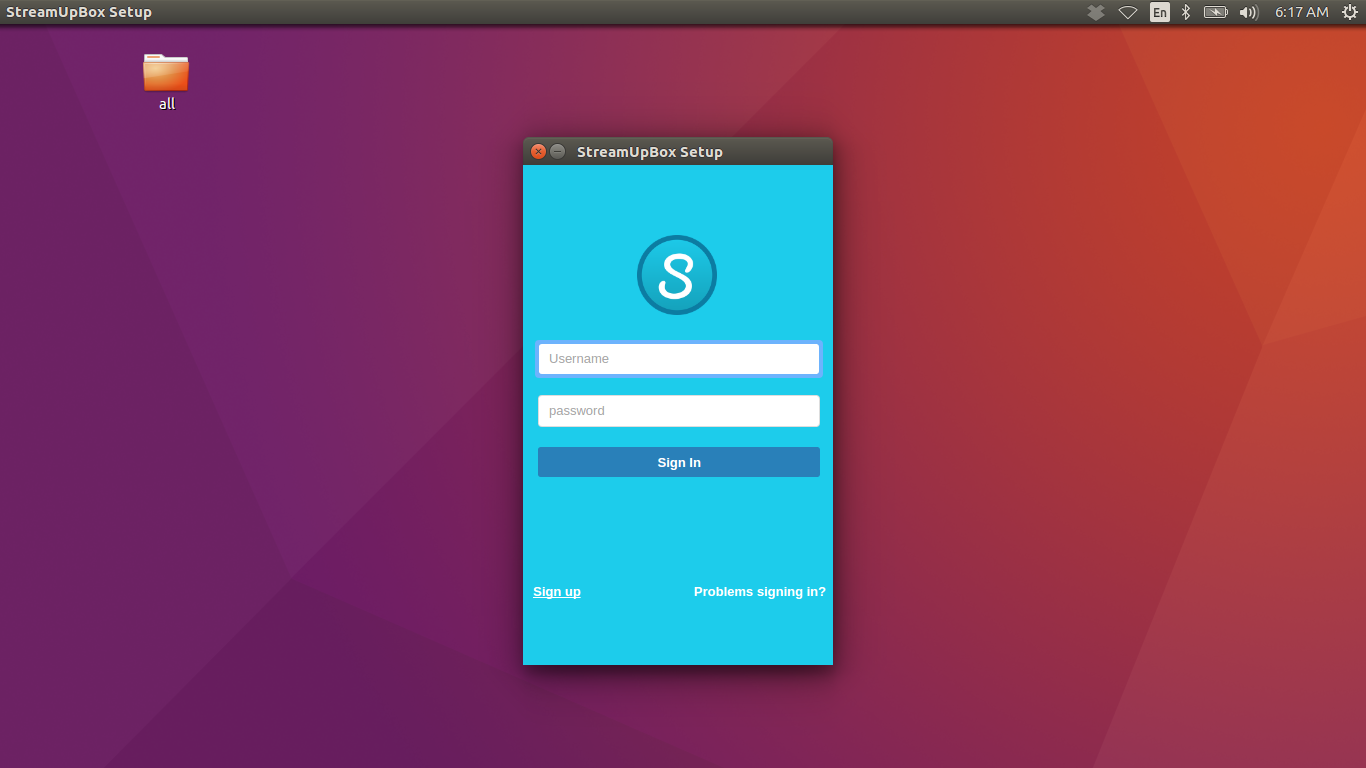 StreamUpBox Setup
En
6:17 AM
all
StreamUpBox Setup
S
Username
password
Sign In
Sign up
Problems signing in?